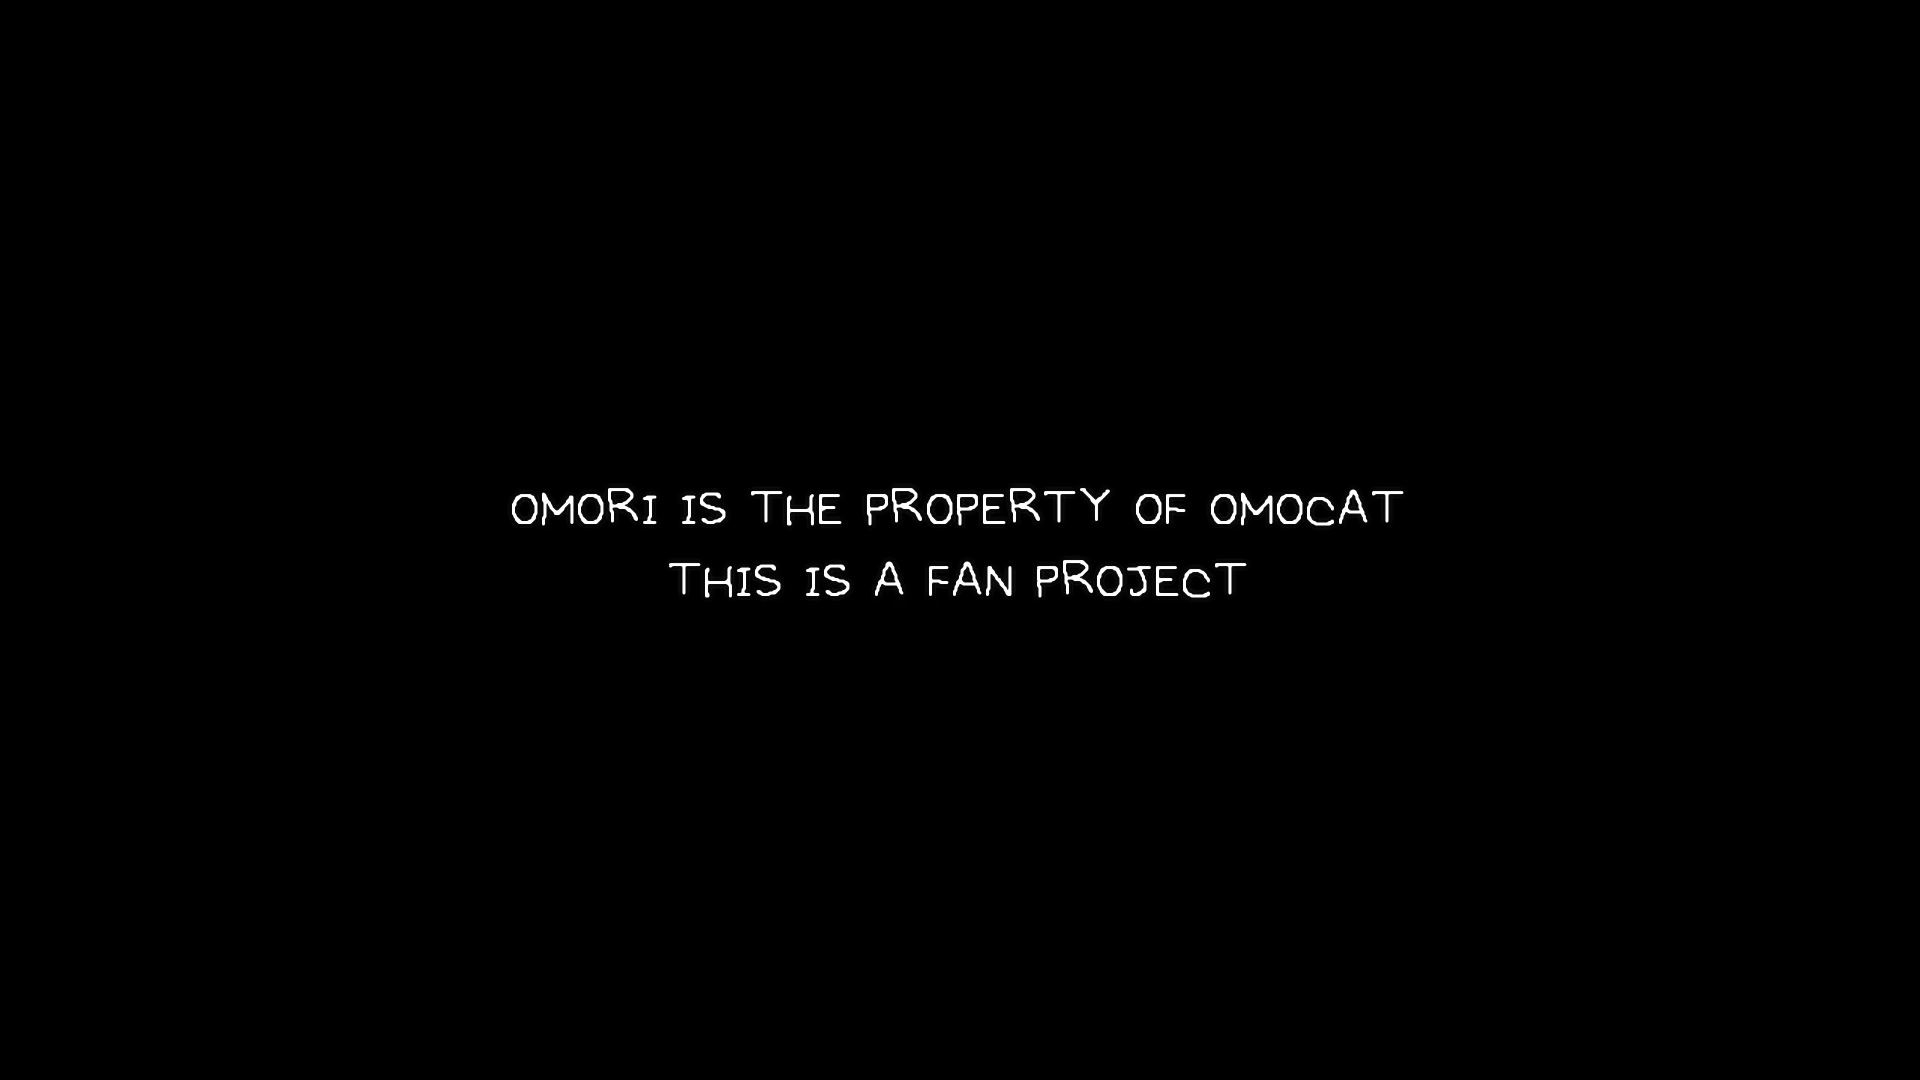 OMORI IS THE PROPERTY OF OMOCAT
THIS IS A FAN PROJECT